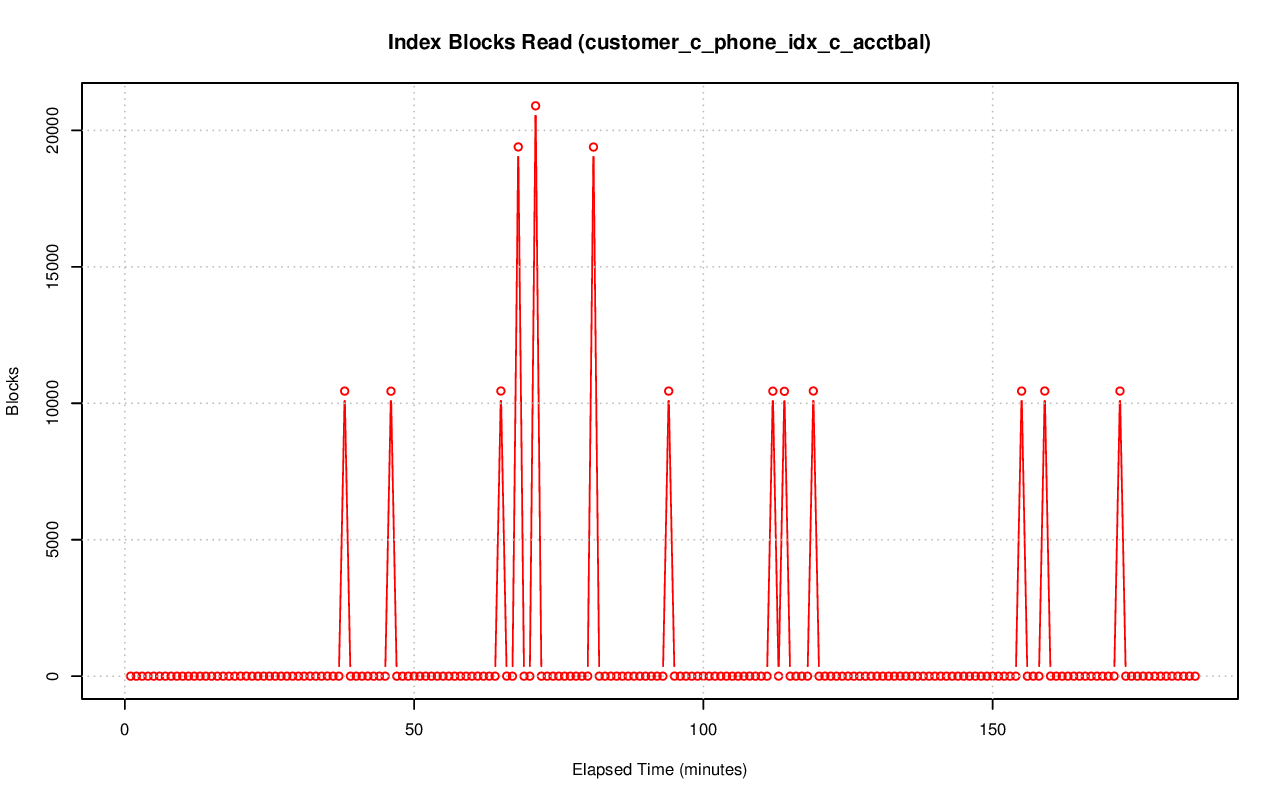 Index Blocks Read (customer_c_phone_idx_c_acctbal)
20000
15000
10000
5000
0
Blocks
0 50 100 150
Elapsed Time (minutes)